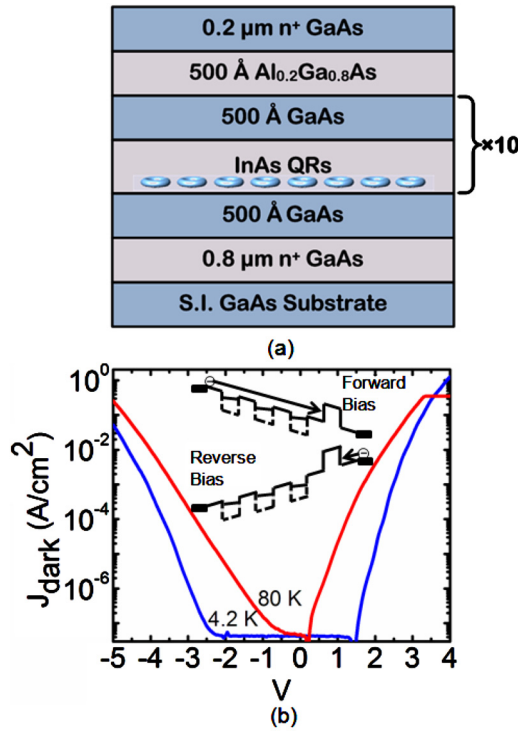 0.2 µm n⁺ GaAs
500 Å Al₀.₂Ga₀.₈As
500 Å GaAs
×10
InAs QRs
500 Å GaAs
0.8 µm n⁺ GaAs
S.I. GaAs Substrate
(a)
10⁰
10⁻²
10⁻⁴
10⁻⁶
J_dark (A/cm²)
Forward
Bias
Reverse
Bias
80 K
4.2 K
-5 -4 -3 -2 -1 0 1 2 3 4
V
(b)